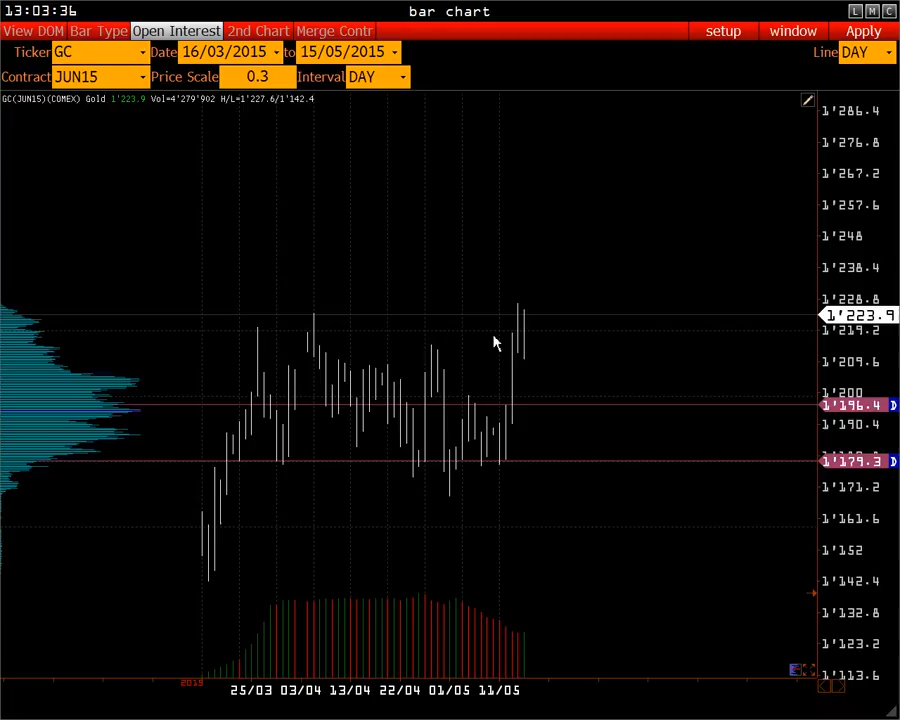 13:03:36 bar chart L M C
View DOM Bar Type Open Interest 2nd Chart Merge Contr setup window Apply
Ticker GC Date 16/03/2015 to 15/05/2015 Line DAY
Contract JUN15 Price Scale 0.3 Interval DAY
GC(JUN15)(COMEX) Gold 1'223.9 Vol=4'279'902 H/L=1'227.6/1'142.4
1'286.4
1'276.8
1'267.2
1'257.6
1'248
1'238.4
1'228.8
1'223.9
1'219.2
1'209.6
1'200
1'196.4 D
1'190.4
1'179.3 D
1'171.2
1'161.6
1'152
1'142.4
1'132.8
1'123.2
1'113.6
2015
25/03 03/04 13/04 22/04 01/05 11/05